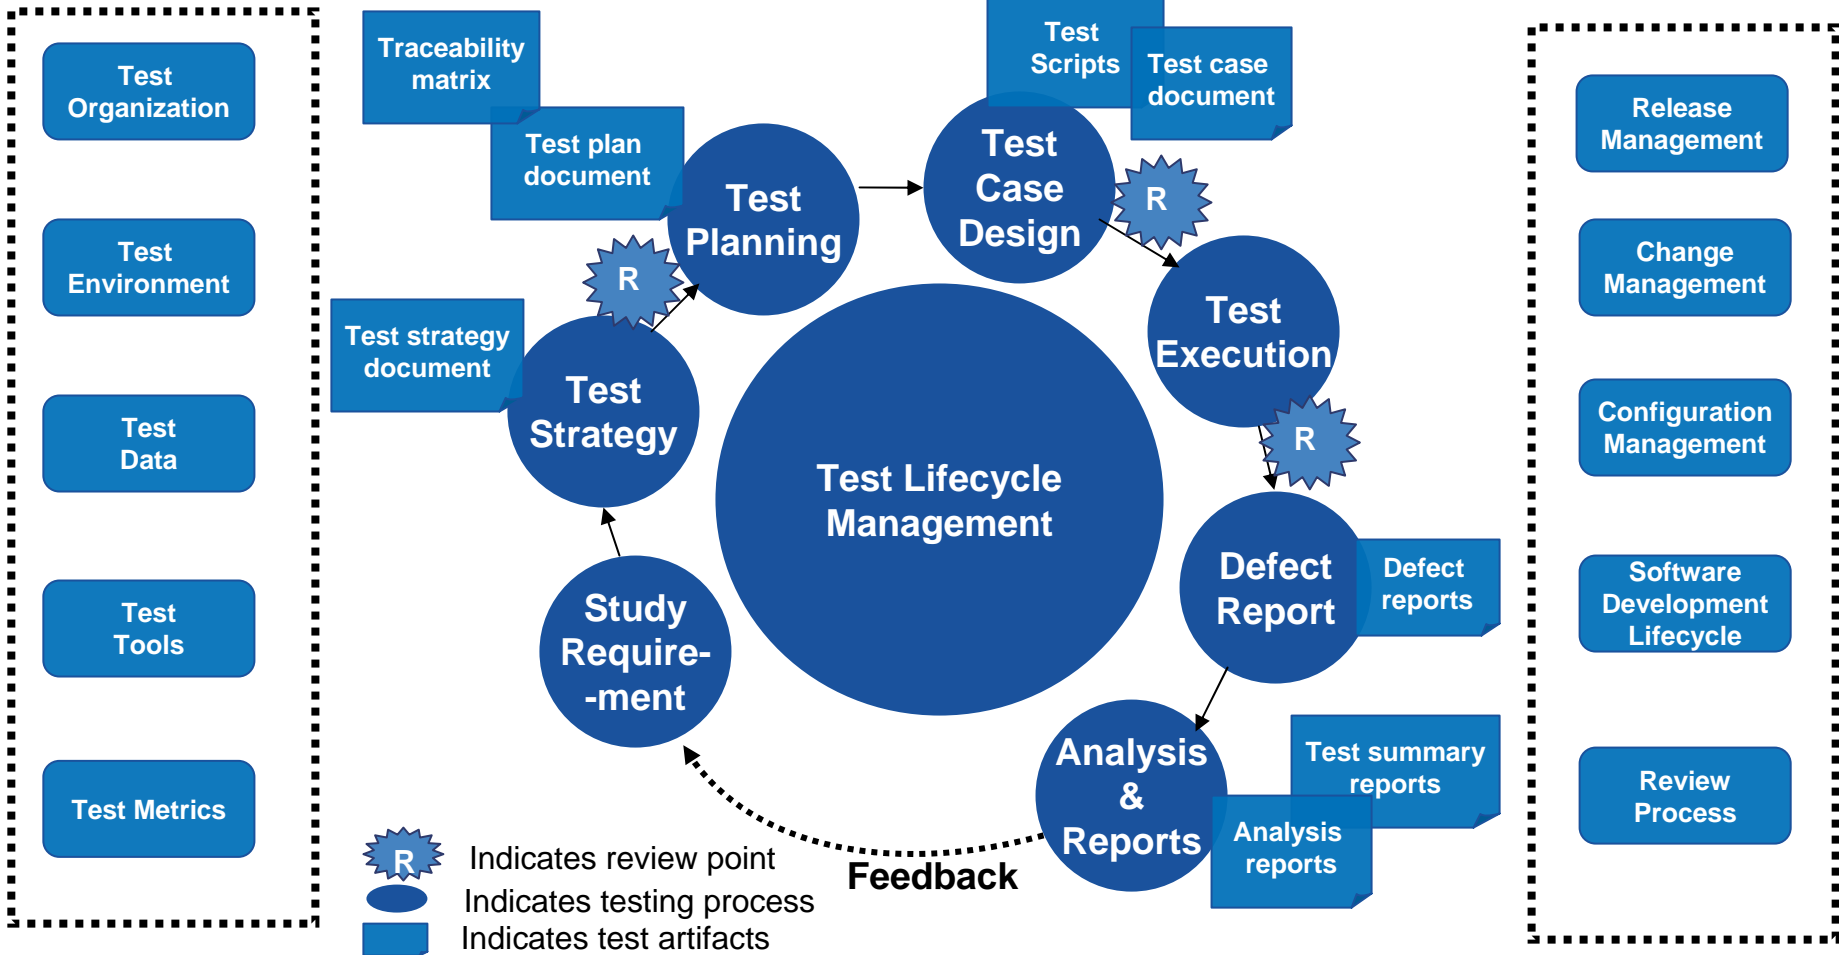 Test
Organization
Test
Environment
Test
Data
Test
Tools
Test Metrics
Traceability
matrix
Test plan
document
Test strategy
document
Test
Scripts
Test case
document
R
R
R
Test
Planning
Test
Case
Design
Test
Execution
Test
Strategy
Test Lifecycle
Management
Study
Require-
-ment
Defect
Report
Defect
reports
Analysis
&
Reports
Test summary
reports
Analysis
reports
Feedback
R
Indicates review point
Indicates testing process
Indicates test artifacts
Release
Management
Change
Management
Configuration
Management
Software
Development
Lifecycle
Review
Process